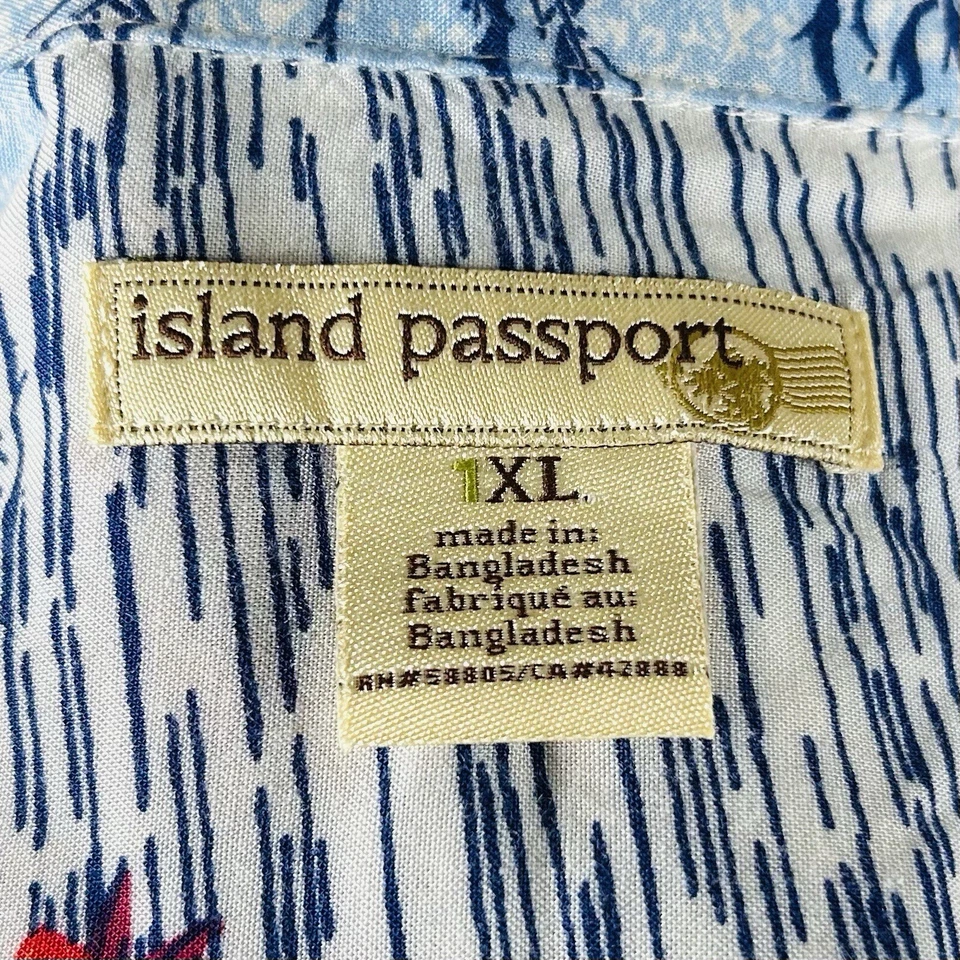 island passport
1XL
made in:
Bangladesh
fabriqué au:
Bangladesh
RN#58805/CA#42888